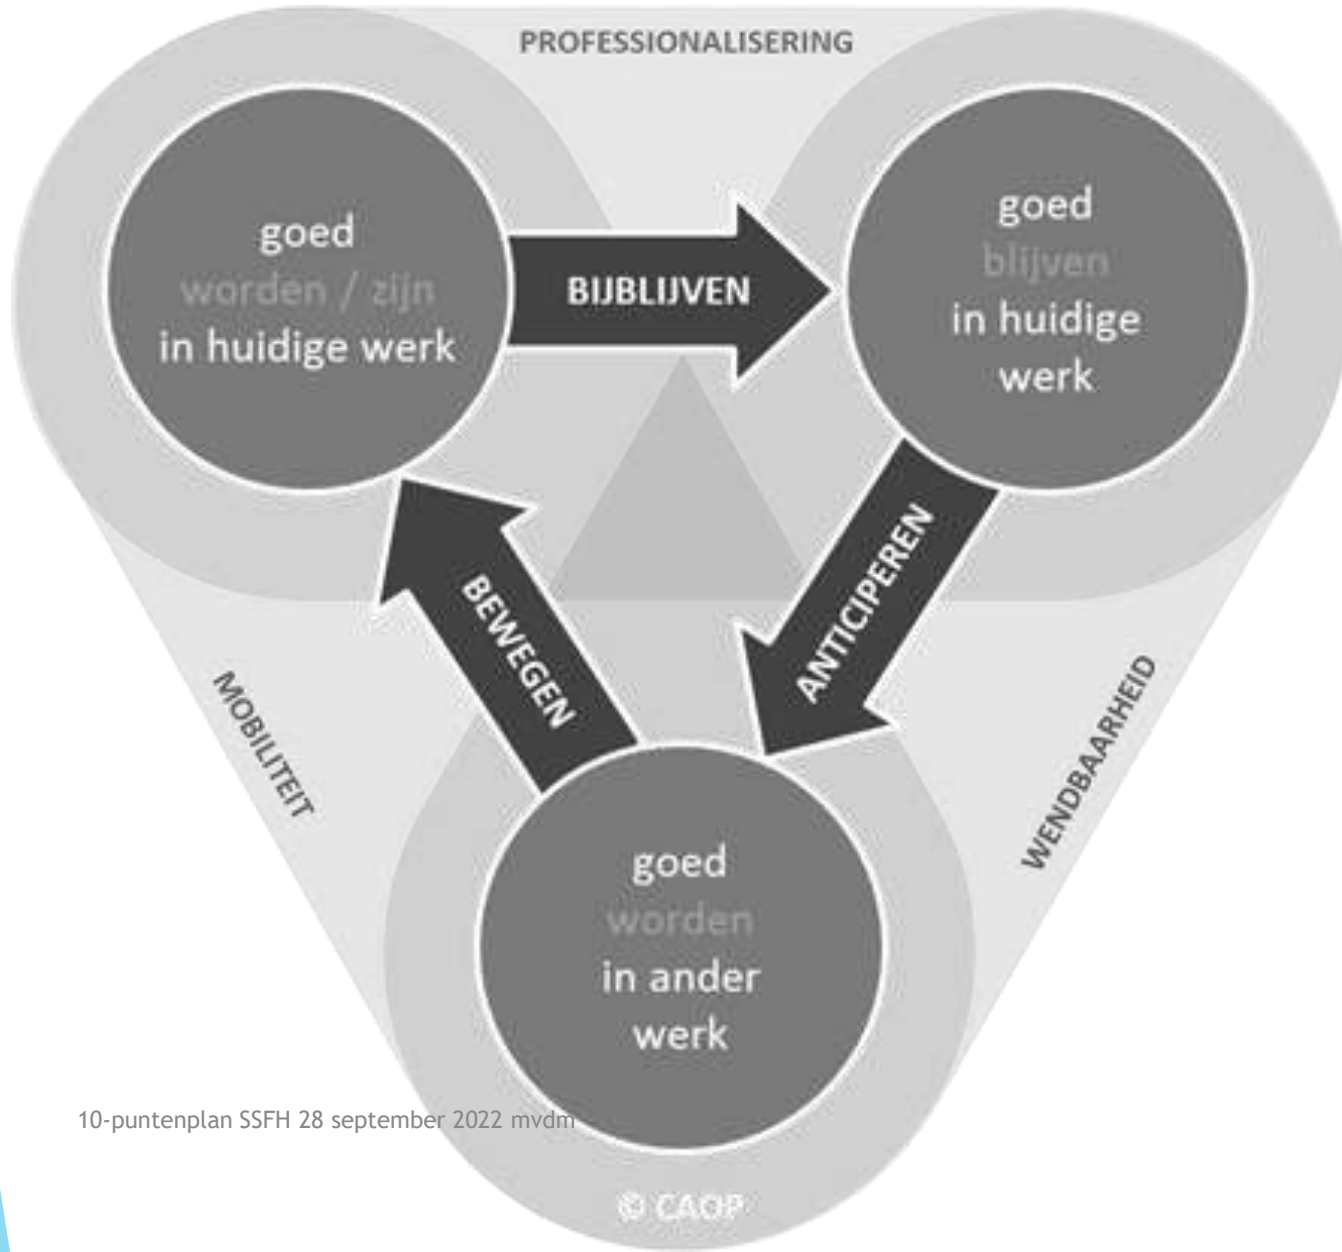 PROFESSIONALISERING
goed
worden / zijn
in huidige werk
BIJBLIJVEN
goed
blijven
in huidige
werk
ANTICIPEREN
BEWEGEN
MOBILITEIT
WENDBAARHEID
goed
worden
in ander
werk
10-puntenplan SSFH 28 september 2022 mvdm
© CAOP